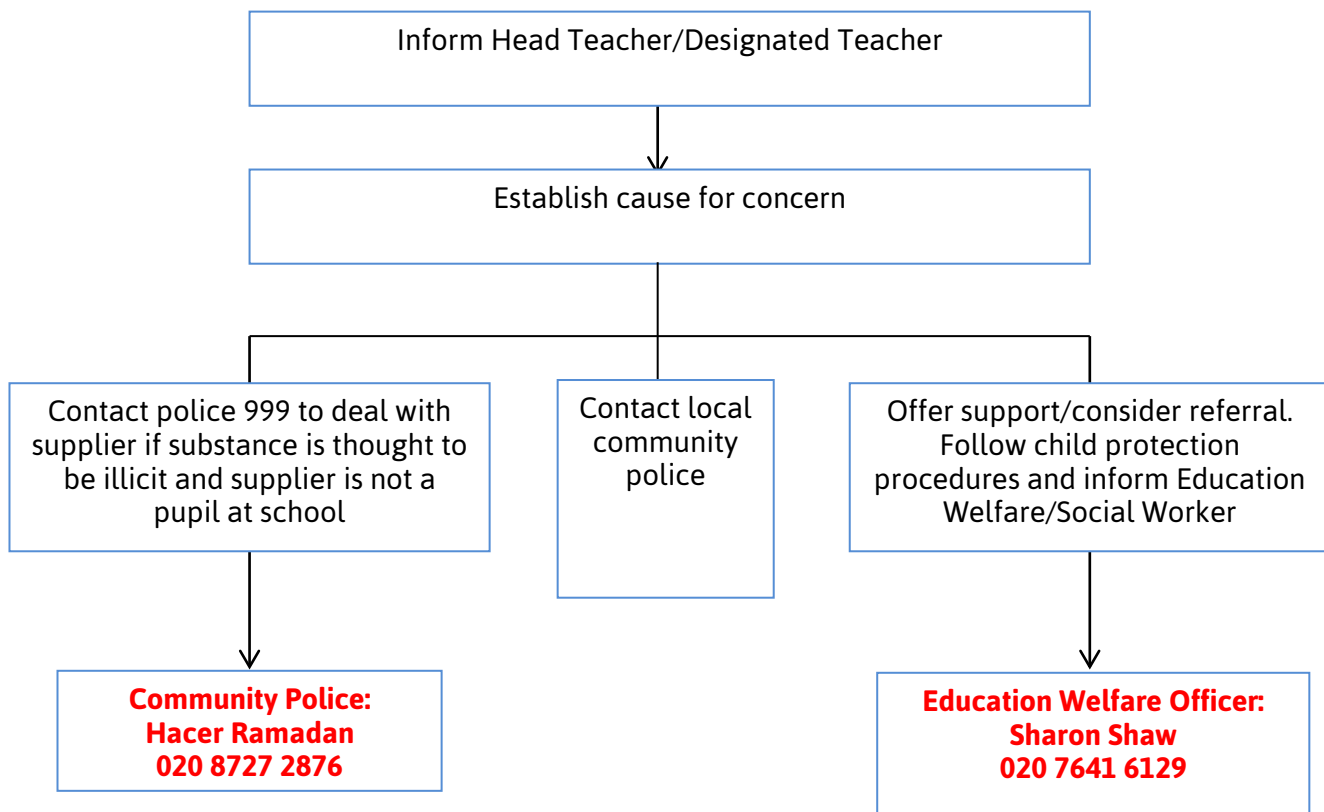 Inform Head Teacher/Designated Teacher
Establish cause for concern
Contact police 999 to deal with
supplier if substance is thought to
be illicit and supplier is not a
pupil at school
Contact local
community
police
Offer support/consider referral.
Follow child protection
procedures and inform Education
Welfare/Social Worker
Community Police:
Hacer Ramadan
020 8727 2876
Education Welfare Officer:
Sharon Shaw
020 7641 6129